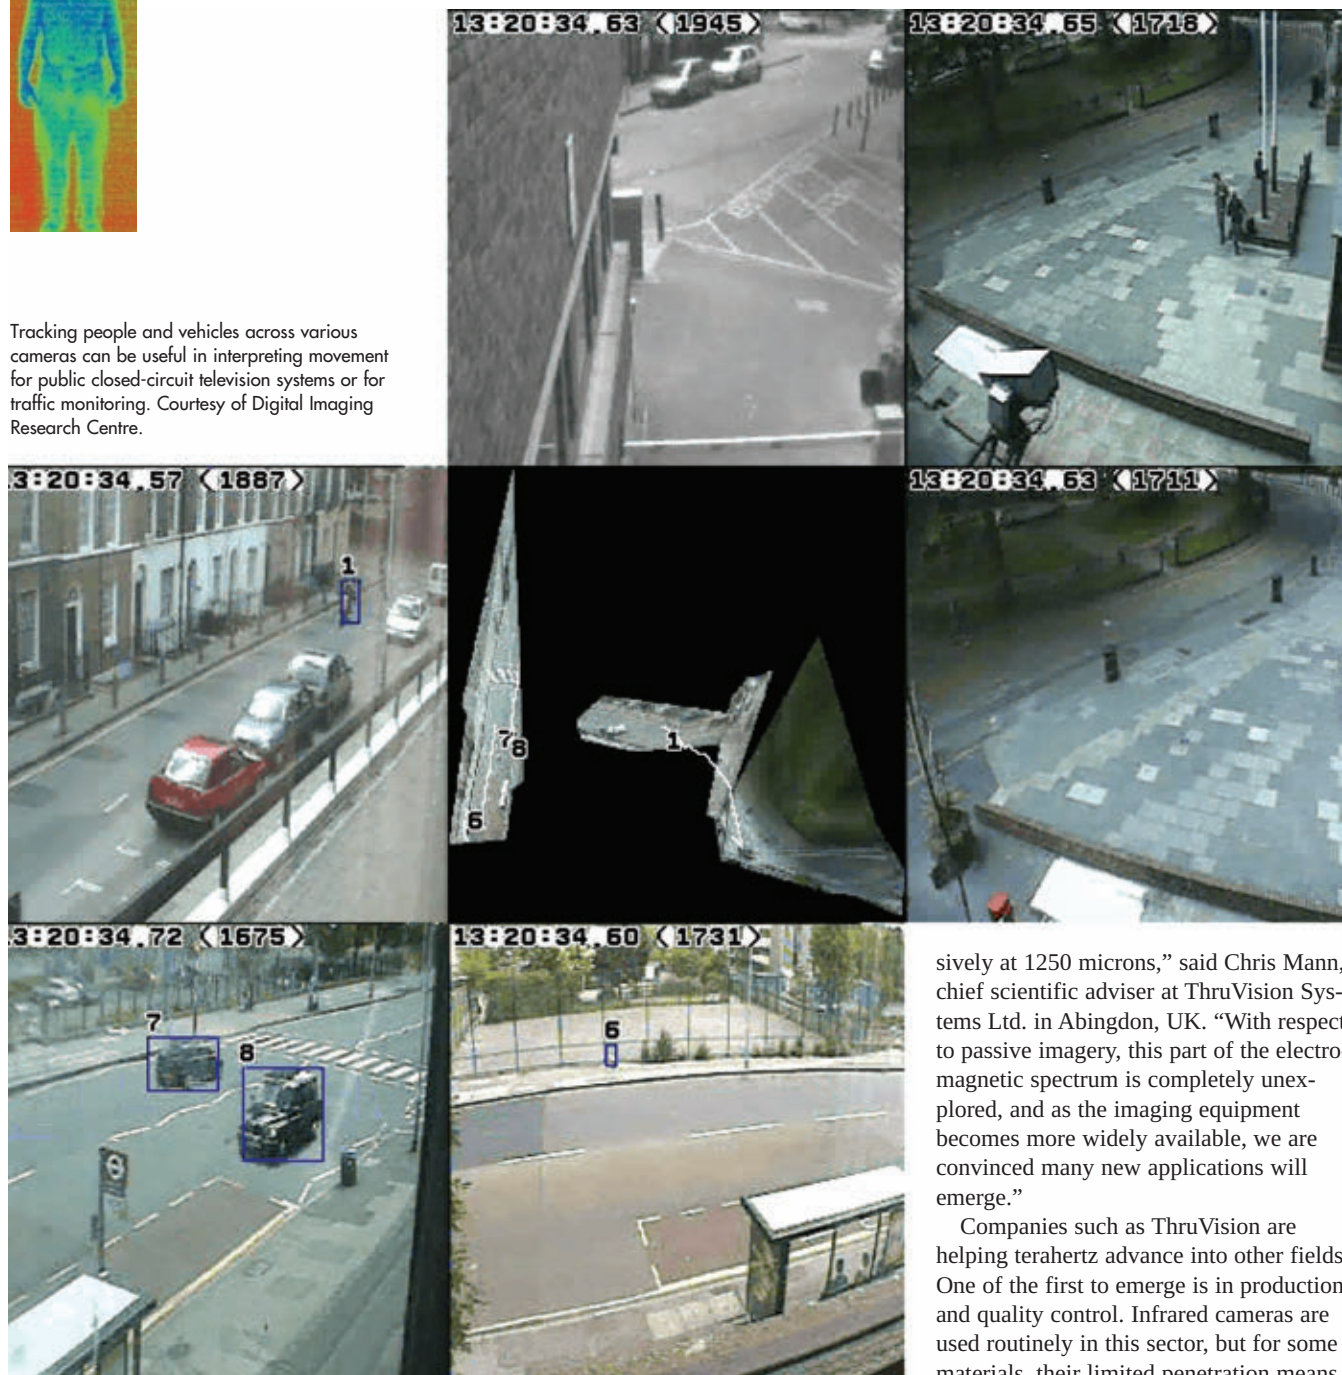 13:20:34.63 <1945>
13:20:34.65 <1718>
Tracking people and vehicles across various
cameras can be useful in interpreting movement
for public closed-circuit television systems or for
traffic monitoring. Courtesy of Digital Imaging
Research Centre.
3:20:34.57 <1887>
1
7
8
6
1
13:20:34.63 <1711>
3:20:34.72 <1675>
7
8
13:20:34.60 <1731>
6
sively at 1250 microns,” said Chris Mann,
chief scientific adviser at ThruVision Sys-
tems Ltd. in Abingdon, UK. “With respect
to passive imagery, this part of the electro-
magnetic spectrum is completely unex-
plored, and as the imaging equipment
becomes more widely available, we are
convinced many new applications will
emerge.”
Companies such as ThruVision are
helping terahertz advance into other fields.
One of the first to emerge is in production
and quality control. Infrared cameras are
used routinely in this sector, but for some
materials, their limited penetration means